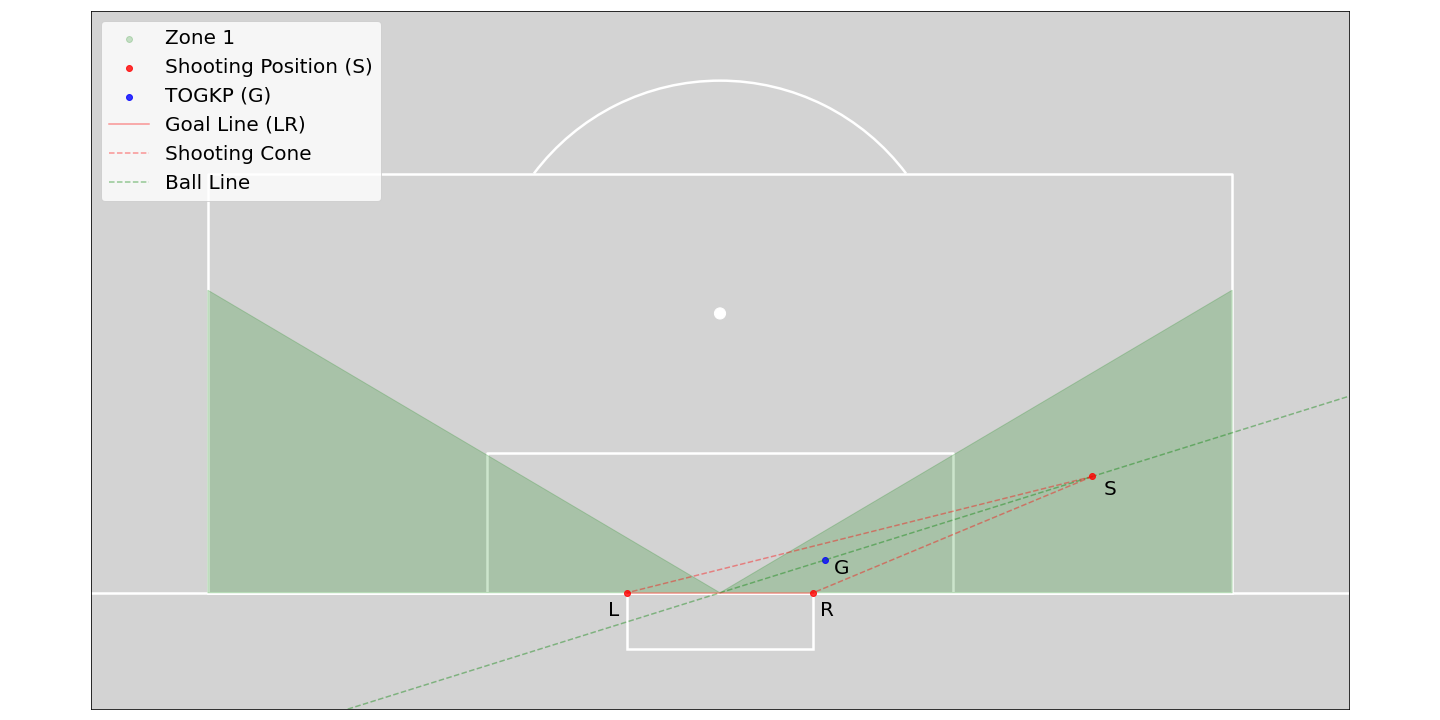 Zone 1
Shooting Position (S)
TOGKP (G)
Goal Line (LR)
Shooting Cone
Ball Line
S
G
L
R